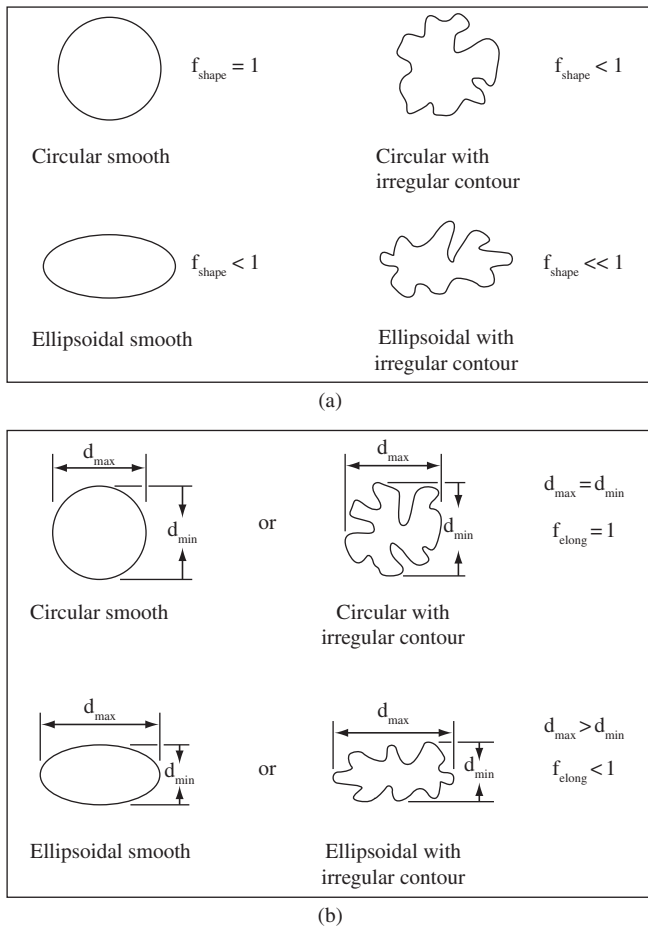 f_shape = 1
f_shape < 1
Circular smooth
Circular with
irregular contour
f_shape < 1
f_shape << 1
Ellipsoidal smooth
Ellipsoidal with
irregular contour
(a)
d_max
d_max
d_min
or
d_min
d_max = d_min
f_elong = 1
Circular smooth
Circular with
irregular contour
d_max
d_max
d_min
or
d_min
d_max > d_min
f_elong < 1
Ellipsoidal smooth
Ellipsoidal with
irregular contour
(b)